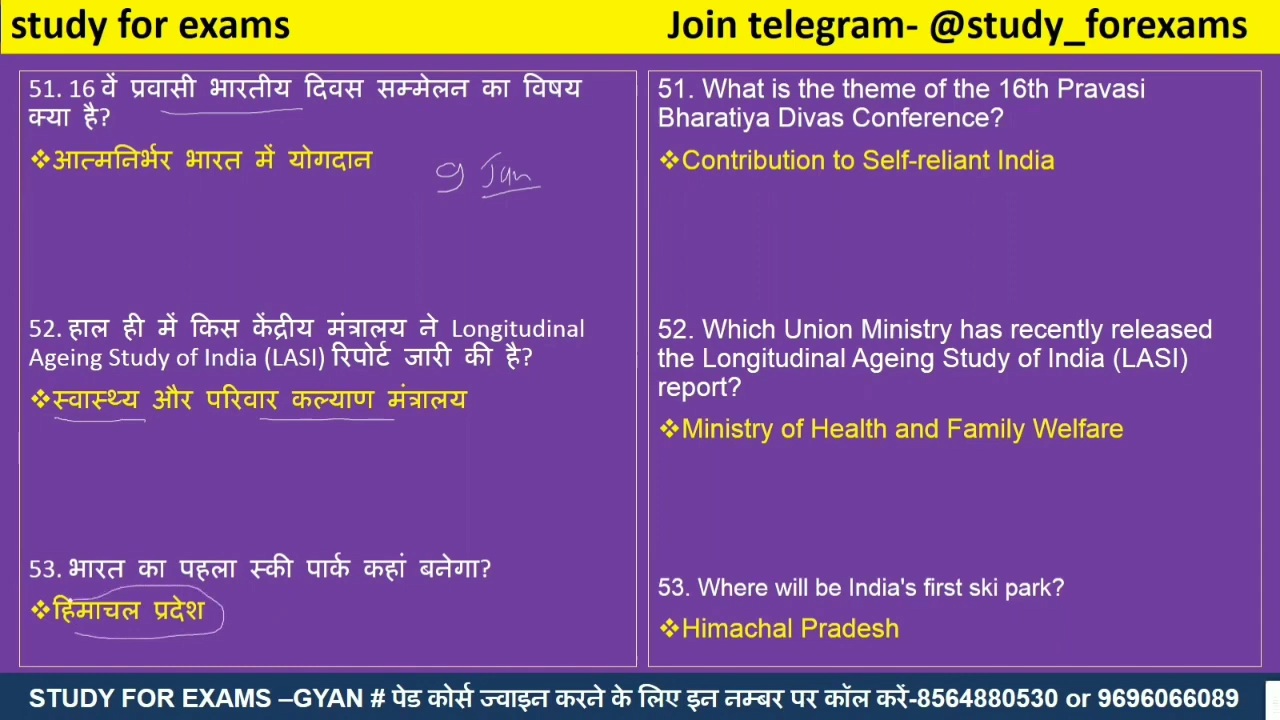 study for exams
Join telegram- @study_forexams
51. 16 वें प्रवासी भारतीय दिवस सम्मेलन का विषय
क्या है?
❖आत्मनिर्भर भारत में योगदान
9 Jan
52. हाल ही में किस केंद्रीय मंत्रालय ने Longitudinal
Ageing Study of India (LASI) रिपोर्ट जारी की है?
❖स्वास्थ्य और परिवार कल्याण मंत्रालय
53. भारत का पहला स्की पार्क कहां बनेगा?
❖हिमाचल प्रदेश
51. What is the theme of the 16th Pravasi
Bharatiya Divas Conference?
❖Contribution to Self-reliant India
52. Which Union Ministry has recently released
the Longitudinal Ageing Study of India (LASI)
report?
❖Ministry of Health and Family Welfare
53. Where will be India's first ski park?
❖Himachal Pradesh
STUDY FOR EXAMS –GYAN # पेड कोर्स ज्वाइन करने के लिए इन नम्बर पर कॉल करें-8564880530 or 9696066089